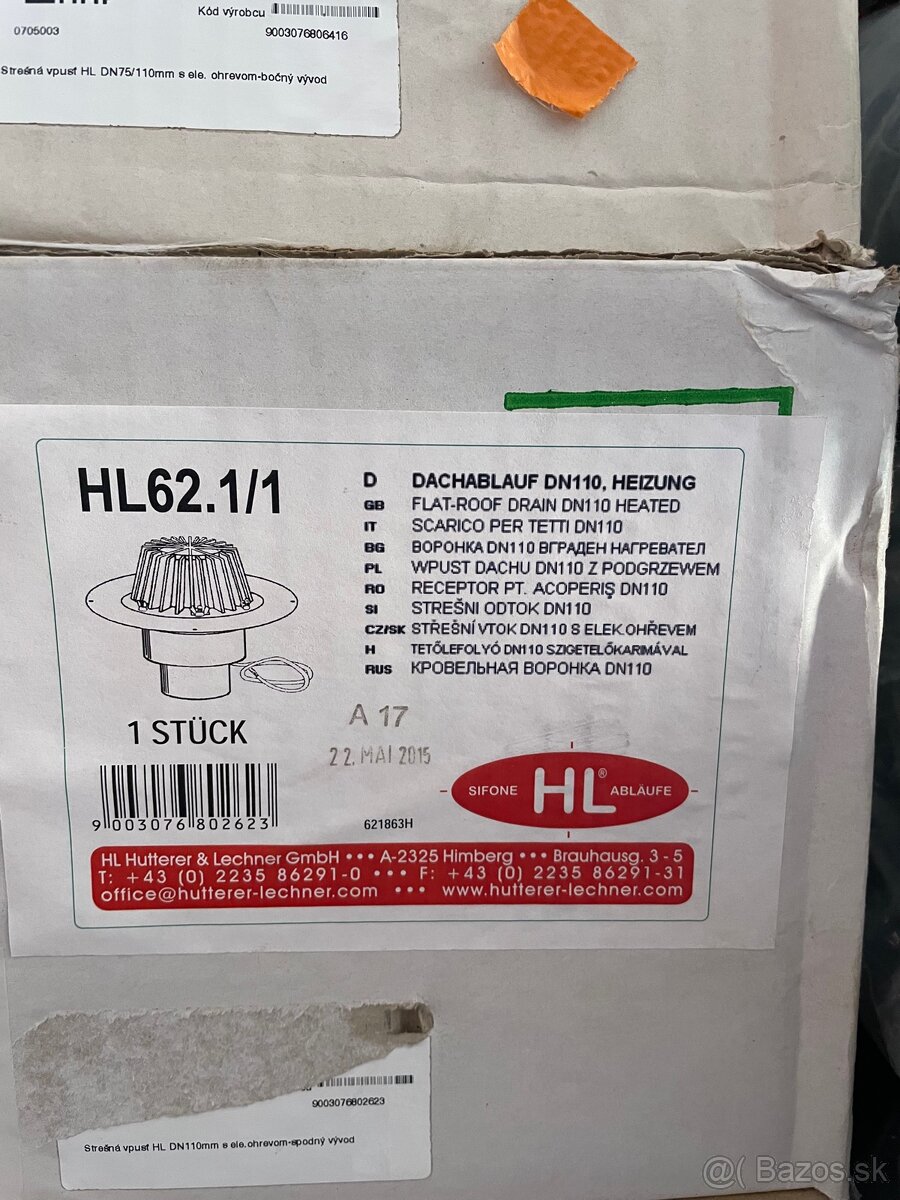 Kód výrobcu
0705003
9003076806416
Strešná vpusť HL DN75/110mm s ele. ohrevom-bočný vývod
HL62.1/1
D DACHABLAUF DN110, HEIZUNG
GB FLAT-ROOF DRAIN DN110 HEATED
IT SCARICO PER TETTI DN110
BG ВОРОНКА DN110 ВГРАДЕН НАГРЕВАТЕЛ
PL WPUST DACHU DN110 Z PODGRZEWEM
RO RECEPTOR PT. ACOPERIŞ DN110
SI STREŠNI ODTOK DN110
CZ/SK STŘEŠNÍ VTOK DN110 S ELEK.OHŘEVEM
H TETŐLEFOLYÓ DN110 SZIGETELŐKARIMÁVAL
RUS КРОВЕЛЬНАЯ ВОРОНКА DN110
1 STÜCK
A 17
22. MAI 2015
SIFONE HL® ABLÄUFE
9 003076 802623
621863H
HL Hutterer & Lechner GmbH ••• A-2325 Himberg ••• Brauhausg. 3 - 5
T: +43 (0) 2235 86291-0 ••• F: +43 (0) 2235 86291-31
office@hutterer-lechner.com ••• www.hutterer-lechner.com
9003076802623
Strešná vpusť HL DN110mm s ele.ohrevom-spodný vývod
@( Bazos.sk